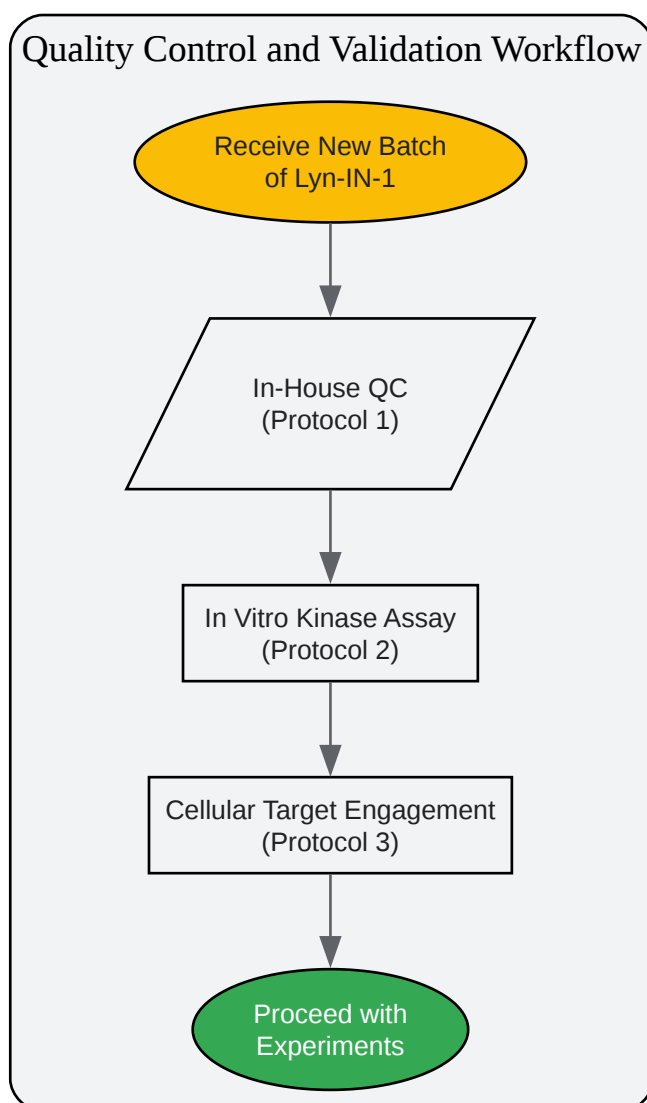 Quality Control and Validation Workflow
Receive New Batch
of Lyn-IN-1
In-House QC
(Protocol 1)
In Vitro Kinase Assay
(Protocol 2)
Cellular Target Engagement
(Protocol 3)
Proceed with
Experiments